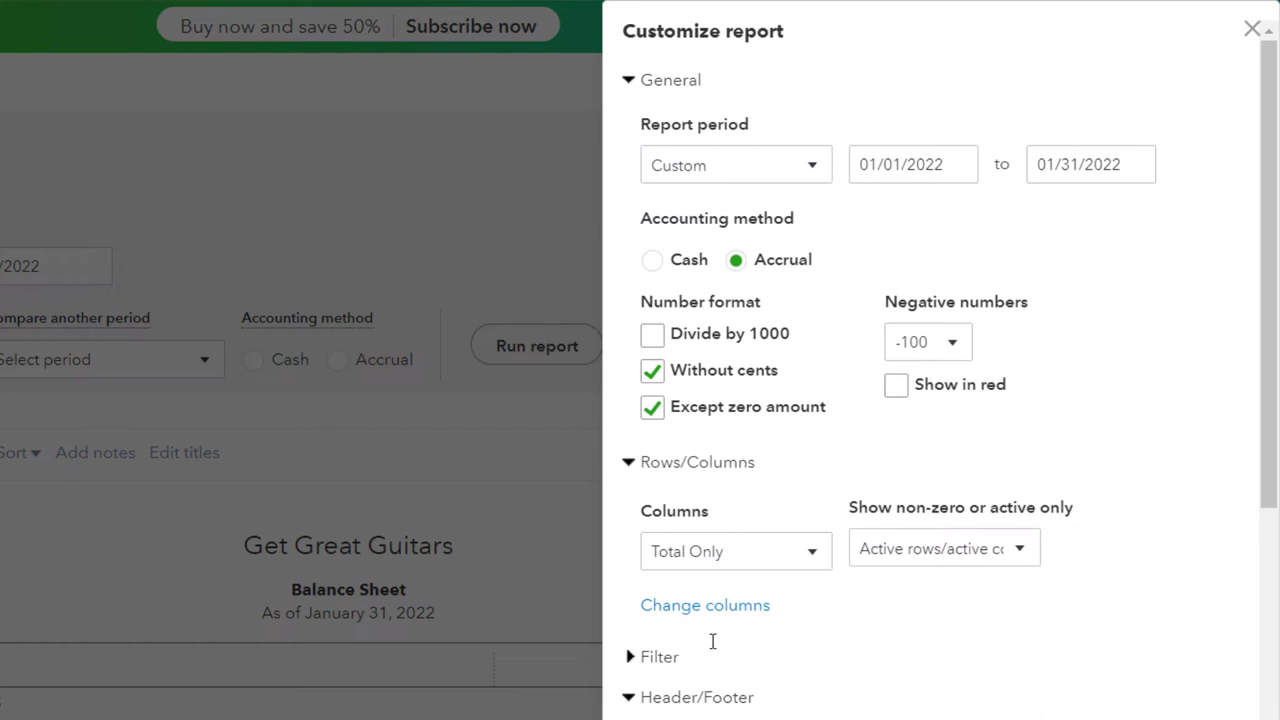 Buy now and save 50% Subscribe now
/2022
ompare another period Accounting method
Select period Cash Accrual Run report
Sort Add notes Edit titles
Get Great Guitars
Balance Sheet
As of January 31, 2022
Customize report
General
Report period
Custom 01/01/2022 to 01/31/2022
Accounting method
Cash Accrual
Number format Negative numbers
Divide by 1000 -100
Without cents Show in red
Except zero amount
Rows/Columns
Columns Show non-zero or active only
Total Only Active rows/active co
Change columns
Filter
Header/Footer